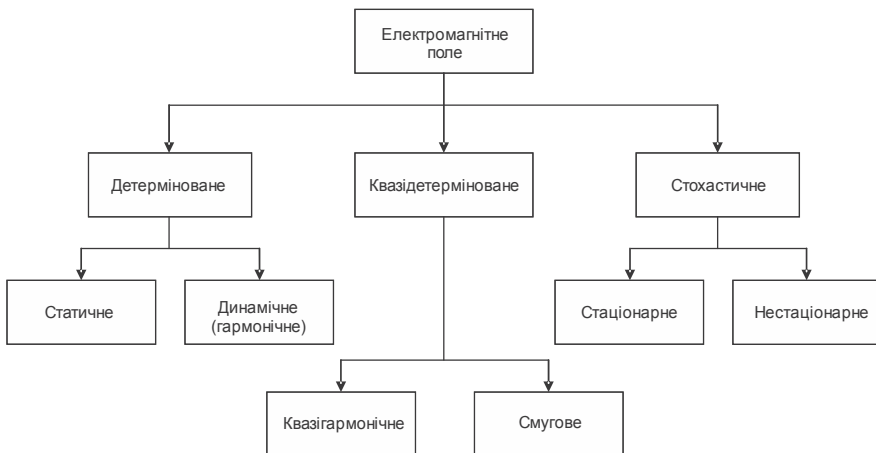 Електромагнітне
поле
Детерміноване
Квазідетерміноване
Стохастичне
Статичне
Динамічне
(гармонічне)
Стаціонарне
Нестаціонарне
Квазігармонічне
Смугове